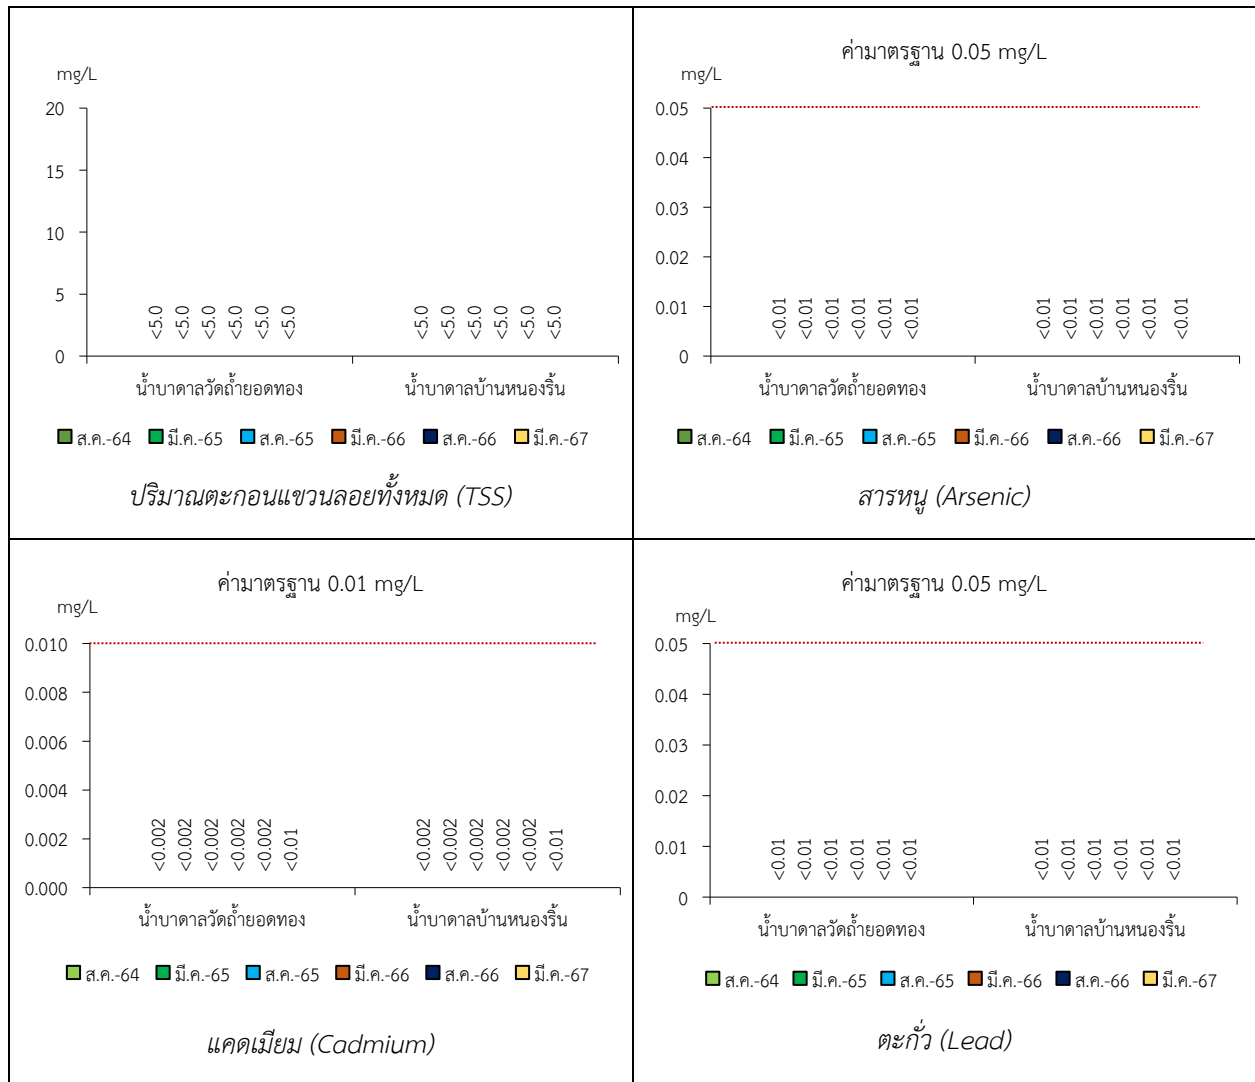 mg/L
20
15
10
5
0
<5.0 <5.0 <5.0 <5.0 <5.0 <5.0 <5.0 <5.0 <5.0 <5.0 <5.0 <5.0
น้ำบาดาลวัดถ้ำยอดทอง น้ำบาดาลบ้านหนองริ้น
ส.ค.-64 มี.ค.-65 ส.ค.-65 มี.ค.-66 ส.ค.-66 มี.ค.-67
ปริมาณตะกอนแขวนลอยทั้งหมด (TSS)
ค่ามาตรฐาน 0.05 mg/L
mg/L
0.05
0.04
0.03
0.02
0.01
0
<0.01 <0.01 <0.01 <0.01 <0.01 <0.01 <0.01 <0.01 <0.01 <0.01 <0.01 <0.01
น้ำบาดาลวัดถ้ำยอดทอง น้ำบาดาลบ้านหนองริ้น
ส.ค.-64 มี.ค.-65 ส.ค.-65 มี.ค.-66 ส.ค.-66 มี.ค.-67
สารหนู (Arsenic)
ค่ามาตรฐาน 0.01 mg/L
mg/L
0.010
0.008
0.006
0.004
0.002
0.000
<0.002 <0.002 <0.002 <0.002 <0.002 <0.01 <0.002 <0.002 <0.002 <0.002 <0.002 <0.01
น้ำบาดาลวัดถ้ำยอดทอง น้ำบาดาลบ้านหนองริ้น
ส.ค.-64 มี.ค.-65 ส.ค.-65 มี.ค.-66 ส.ค.-66 มี.ค.-67
แคดเมียม (Cadmium)
ค่ามาตรฐาน 0.05 mg/L
mg/L
0.05
0.04
0.03
0.02
0.01
0
<0.01 <0.01 <0.01 <0.01 <0.01 <0.01 <0.01 <0.01 <0.01 <0.01 <0.01 <0.01
น้ำบาดาลวัดถ้ำยอดทอง น้ำบาดาลบ้านหนองริ้น
ส.ค.-64 มี.ค.-65 ส.ค.-65 มี.ค.-66 ส.ค.-66 มี.ค.-67
ตะกั่ว (Lead)